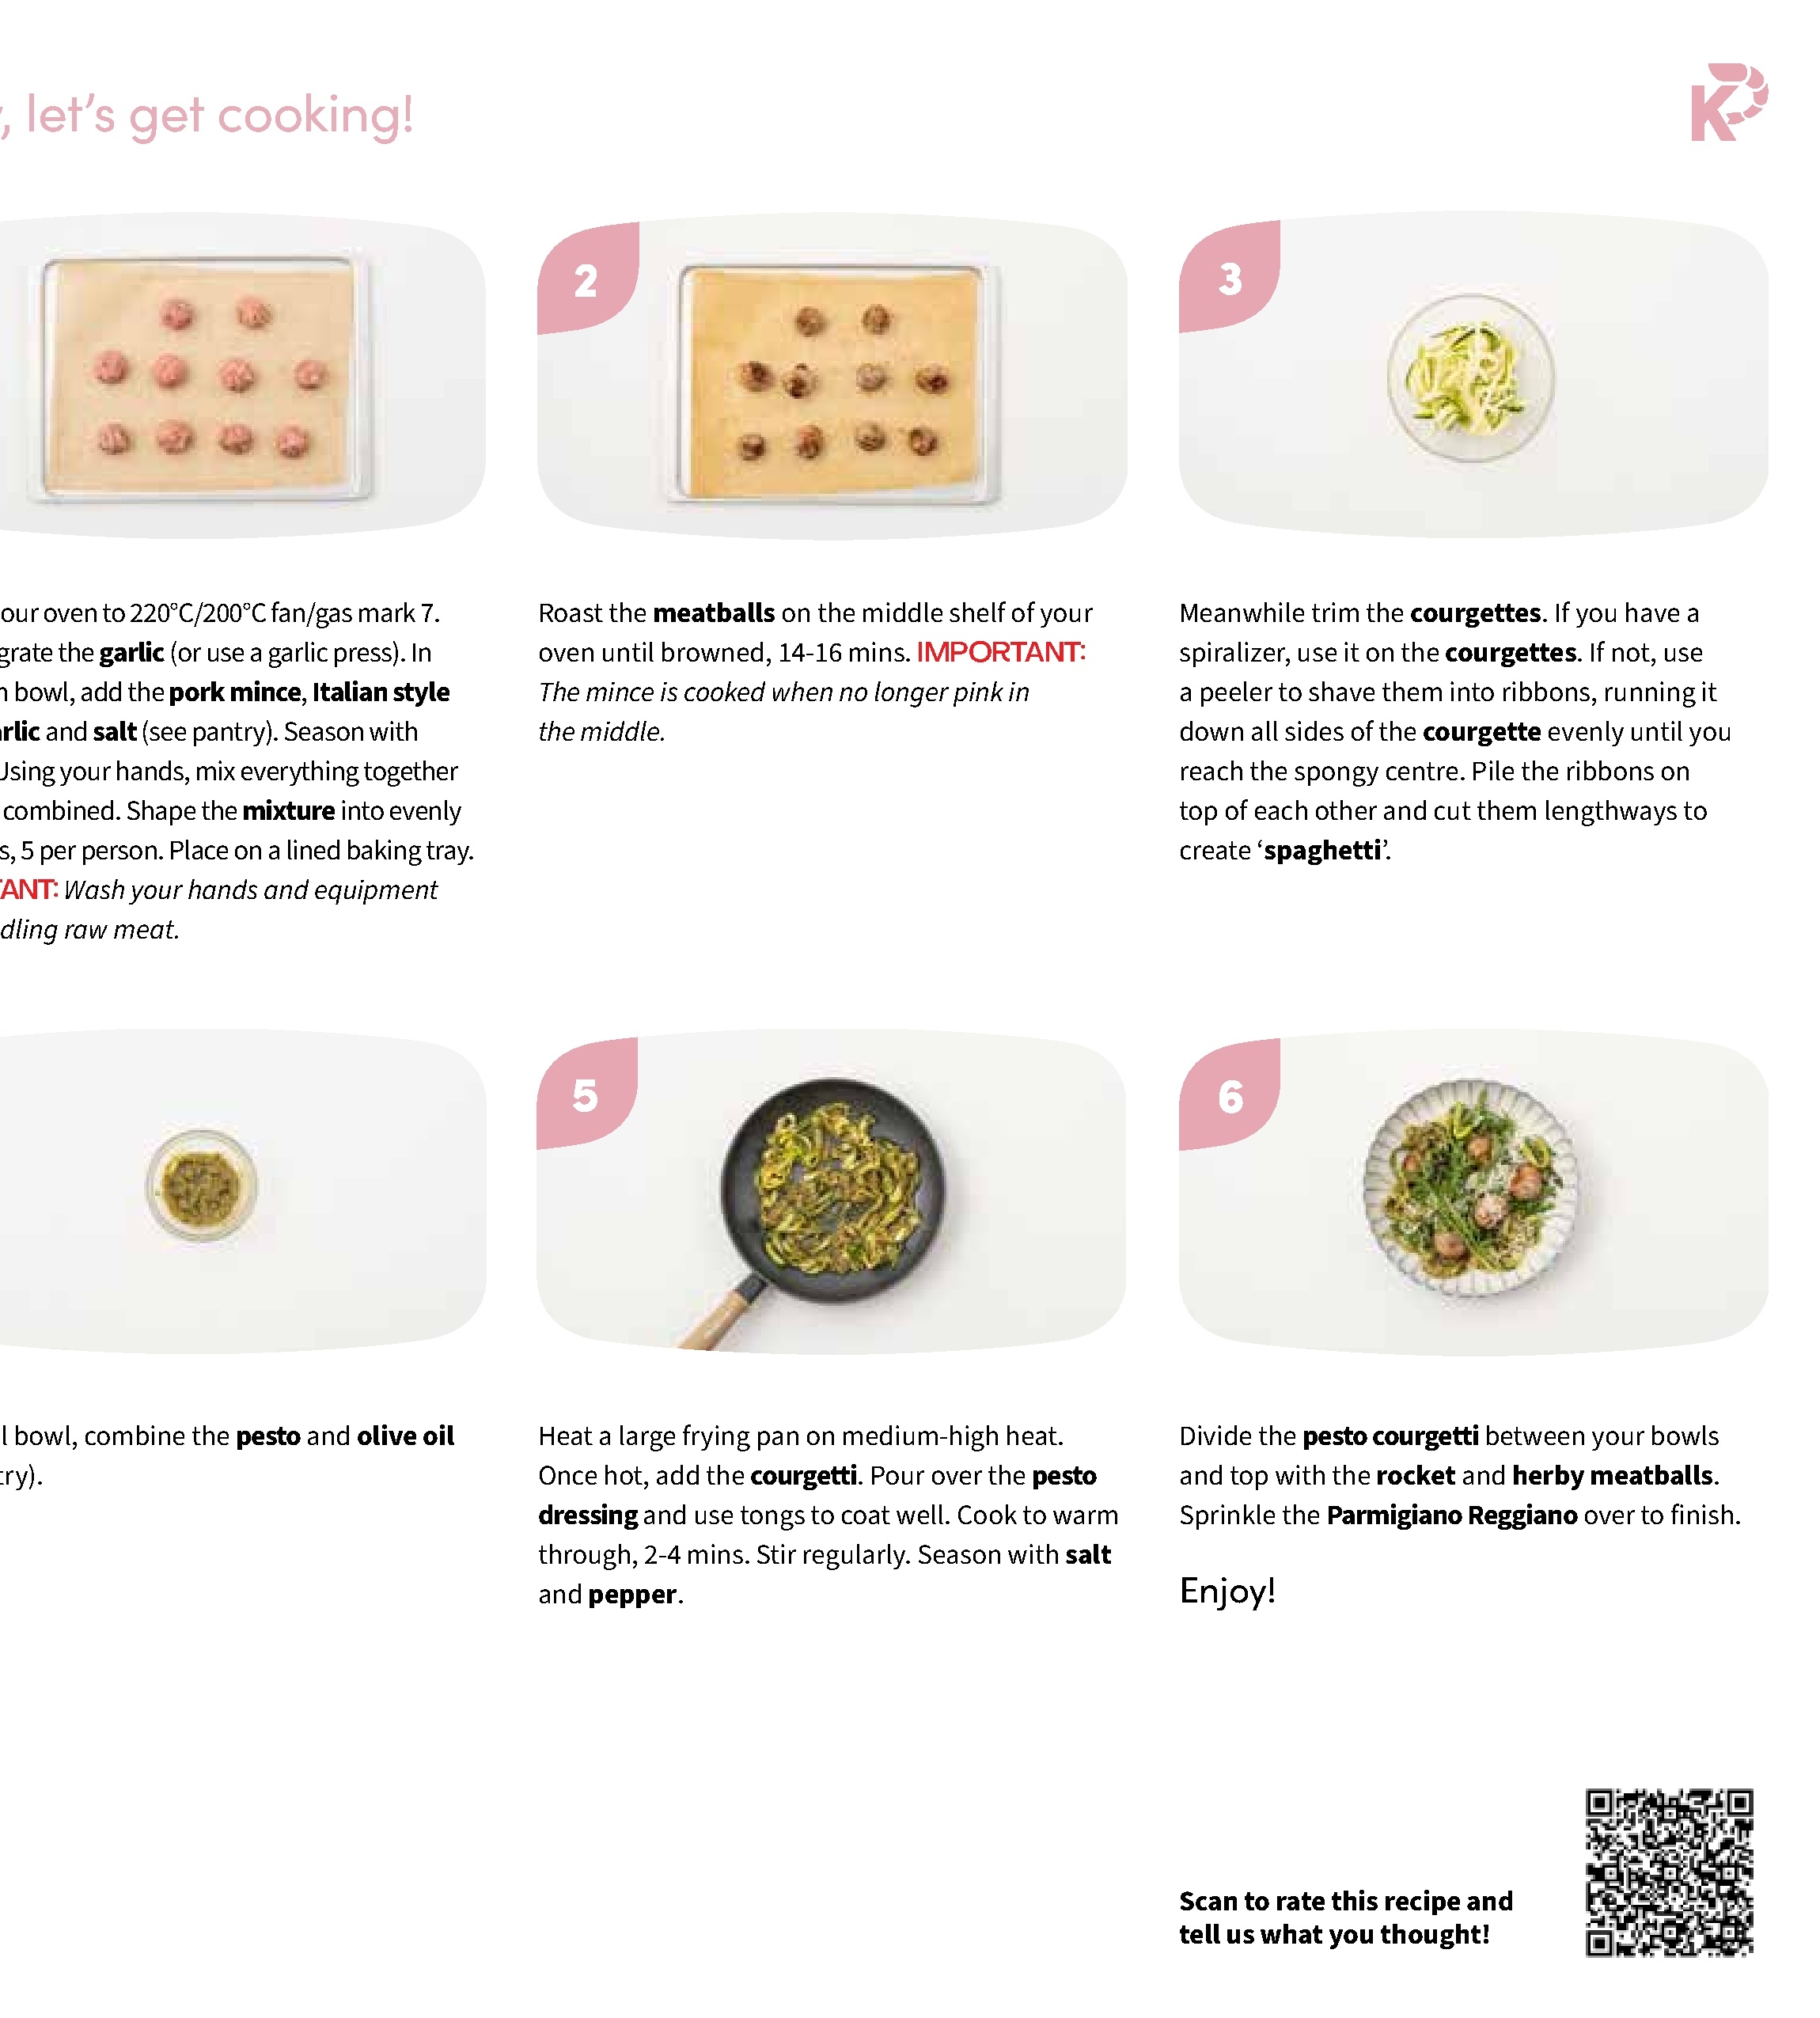 , let's get cooking!
our oven to 220°C/200°C fan/gas mark 7.
grate the garlic (or use a garlic press). In
bowl, add the pork mince, Italian style
rlic and salt (see pantry). Season with
Using your hands, mix everything together
combined. Shape the mixture into evenly
s, 5 per person. Place on a lined baking tray.
TANT: Wash your hands and equipment
dling raw meat.
2
Roast the meatballs on the middle shelf of your
oven until browned, 14-16 mins. IMPORTANT:
The mince is cooked when no longer pink in
the middle.
3
Meanwhile trim the courgettes. If you have a
spiralizer, use it on the courgettes. If not, use
a peeler to shave them into ribbons, running it
down all sides of the courgette evenly until you
reach the spongy centre. Pile the ribbons on
top of each other and cut them lengthways to
create ‘spaghetti’.
l bowl, combine the pesto and olive oil
try).
5
Heat a large frying pan on medium-high heat.
Once hot, add the courgetti. Pour over the pesto
dressing and use tongs to coat well. Cook to warm
through, 2-4 mins. Stir regularly. Season with salt
and pepper.
6
Divide the pesto courgetti between your bowls
and top with the rocket and herby meatballs.
Sprinkle the Parmigiano Reggiano over to finish.
Enjoy!
Scan to rate this recipe and
tell us what you thought!